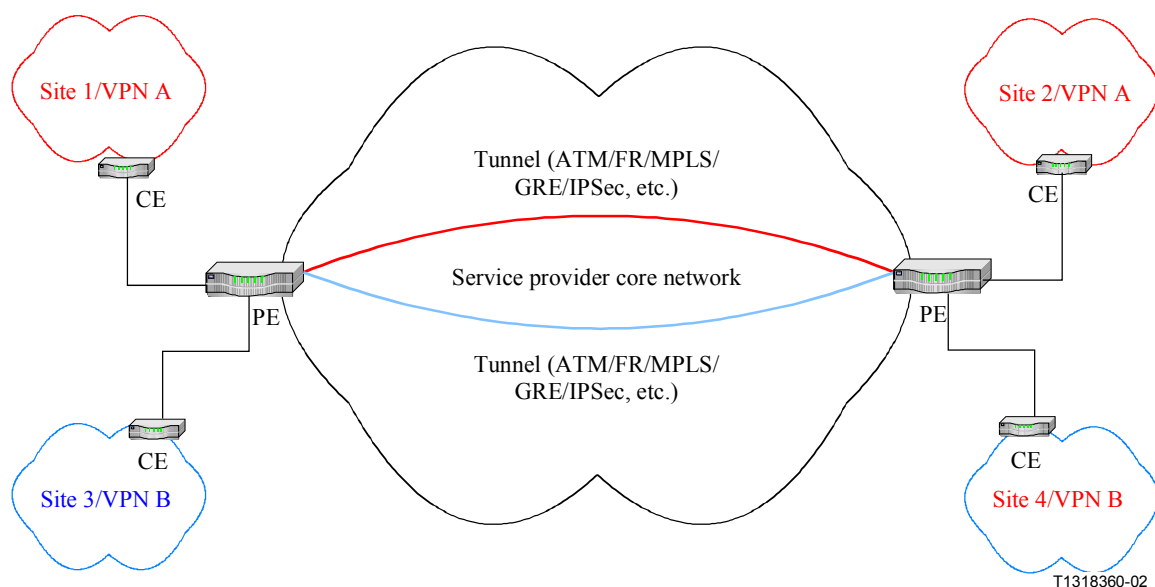 Site 1/VPN A
Site 2/VPN A
Tunnel (ATM/FR/MPLS/
GRE/IPSec, etc.)
CE
CE
Service provider core network
PE
PE
Tunnel (ATM/FR/MPLS/
GRE/IPSec, etc.)
CE
CE
Site 3/VPN B
Site 4/VPN B
T1318360-02